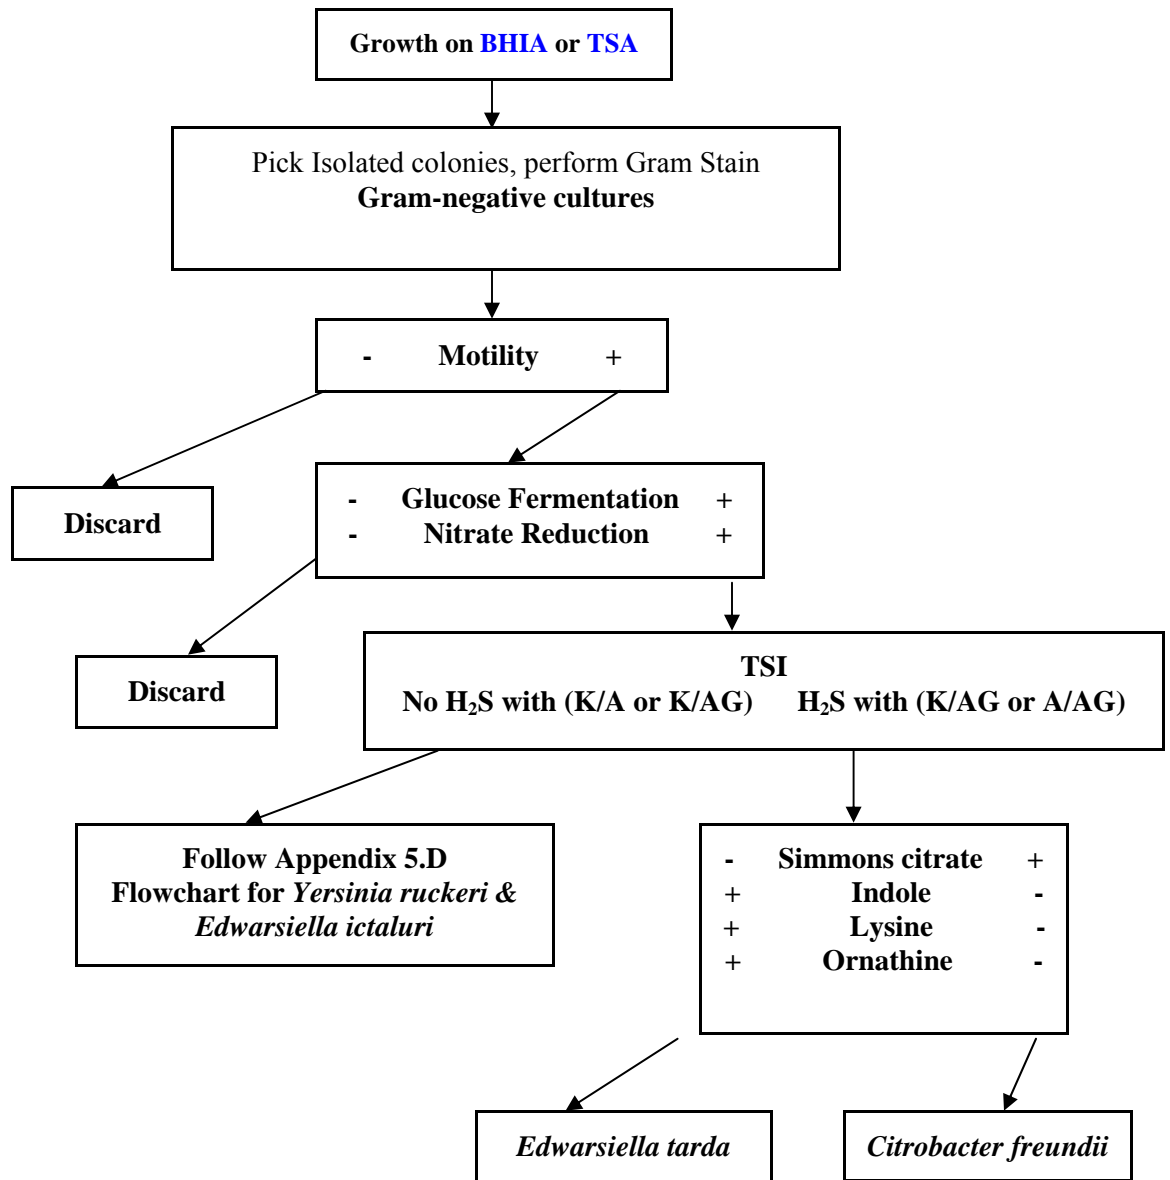 Growth on BHIA or TSA
Pick Isolated colonies, perform Gram Stain
Gram-negative cultures
- Motility +
Discard
- Glucose Fermentation +
- Nitrate Reduction +
Discard
TSI
No H₂S with (K/A or K/AG) H₂S with (K/AG or A/AG)
Follow Appendix 5.D
Flowchart for Yersinia ruckeri &
Edwarsiella ictaluri
- Simmons citrate +
+ Indole -
+ Lysine -
+ Ornathine -
Edwarsiella tarda
Citrobacter freundii